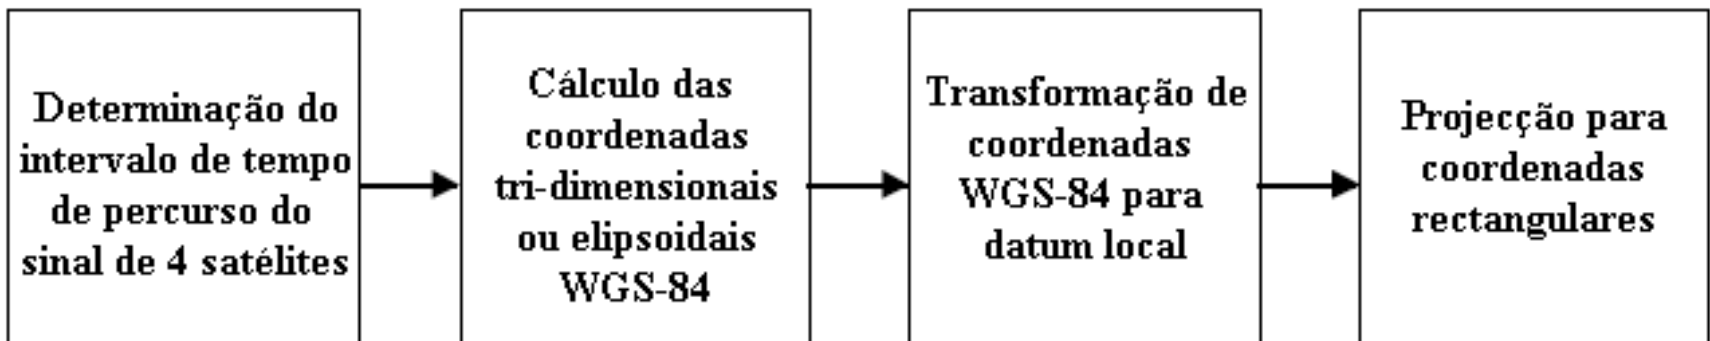 Determinação do
intervalo de tempo
de percurso do
sinal de 4 satélites
Cálculo das
coordenadas
tri-dimensionais
ou elipsoidais
WGS-84
Transformação de
coordenadas
WGS-84 para
datum local
Projecção para
coordenadas
rectangulares